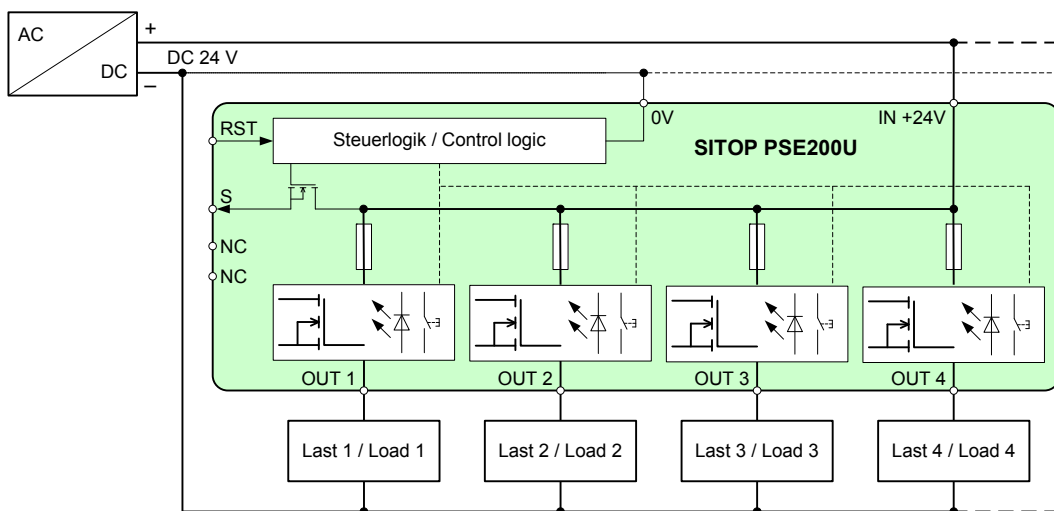 AC
DC
+
DC 24 V
–
0V
IN +24V
RST
Steuerlogik / Control logic
SITOP PSE200U
S
NC
NC
OUT 1
OUT 2
OUT 3
OUT 4
Last 1 / Load 1
Last 2 / Load 2
Last 3 / Load 3
Last 4 / Load 4